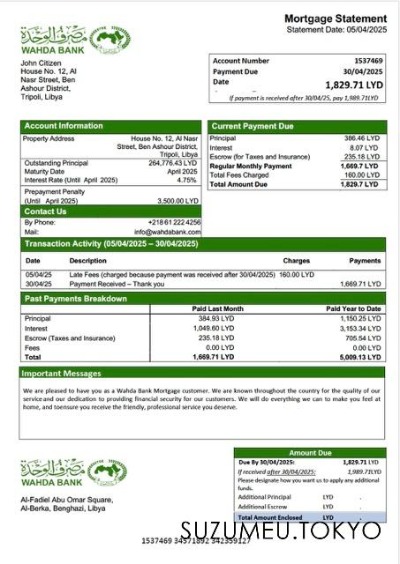 Mortgage Statement
Statement Date: 05/04/2025
مصرف الوحدة
WAHDA BANK
John Citizen
House No. 12, Al
Nasr Street, Ben
Ashour District,
Tripoli, Libya
Account Number 1537469
Payment Due 30/04/2025
Date 1,829.71 LYD
If payment is received after 30/04/25, pay 1,989.71LYD
Account Information
Property Address House No. 12, Al Nasr
Street, Ben Ashour District,
Tripoli, Libya
Outstanding Principal 264,776.43 LYD
Maturity Date April 2025
Interest Rate (Until April 2025) 4.75%
Prepayment Penalty
(Until April 2025) 3,500.00 LYD
Contact Us
By Phone: +218 61 222 4256
Mail: info@wahdabank.com
Current Payment Due
Principal 386.46 LYD
Interest 8.07 LYD
Escrow (for Taxes and Insurance) 235.18 LYD
Regular Monthly Payment 1,669.7 LYD
Total Fees Charged 160.00 LYD
Total Amount Due 1,829.7 LYD
Transaction Activity (05/04/2025 – 30/04/2025)
Date Description Charges Payments
05/04/25 Late Fees (charged because payment was received after 30/04/2025) 160.00 LYD
30/04/25 Payment Received – Thank you 1,669.71 LYD
Past Payments Breakdown
Paid Last Month Paid Year to Date
Principal 384.93 LYD 1,150.25 LYD
Interest 1,049.60 LYD 3,153.34 LYD
Escrow (Taxes and Insurance) 235.18 LYD 705.54 LYD
Fees 0.00 LYD 0.00 LYD
Total 1,669.71 LYD 5,009.13 LYD
Important Messages
We are pleased to have you as a Wahda Bank Mortgage customer. We are known throughout the country for the quality of our
service and our dedication to providing financial security for our customers. We will do everything we can to make you feel at
home, and toensure you receive the friendly, professional service you deserve.
مصرف الوحدة
WAHDA BANK
Al-Fadiel Abu Omar Square,
Al-Berka, Benghazi, Libya
Amount Due
Due By 30/04/2025: 1,829.71 LYD
If received after 30/04/2025: 1,989.71LYD
Please designate how you want us to apply any additional
funds.
Additional Principal LYD .
Additional Escrow LYD .
Total Amount Enclosed LYD .
SUZUMEU.TOKYO
1537469 34571892 342359127